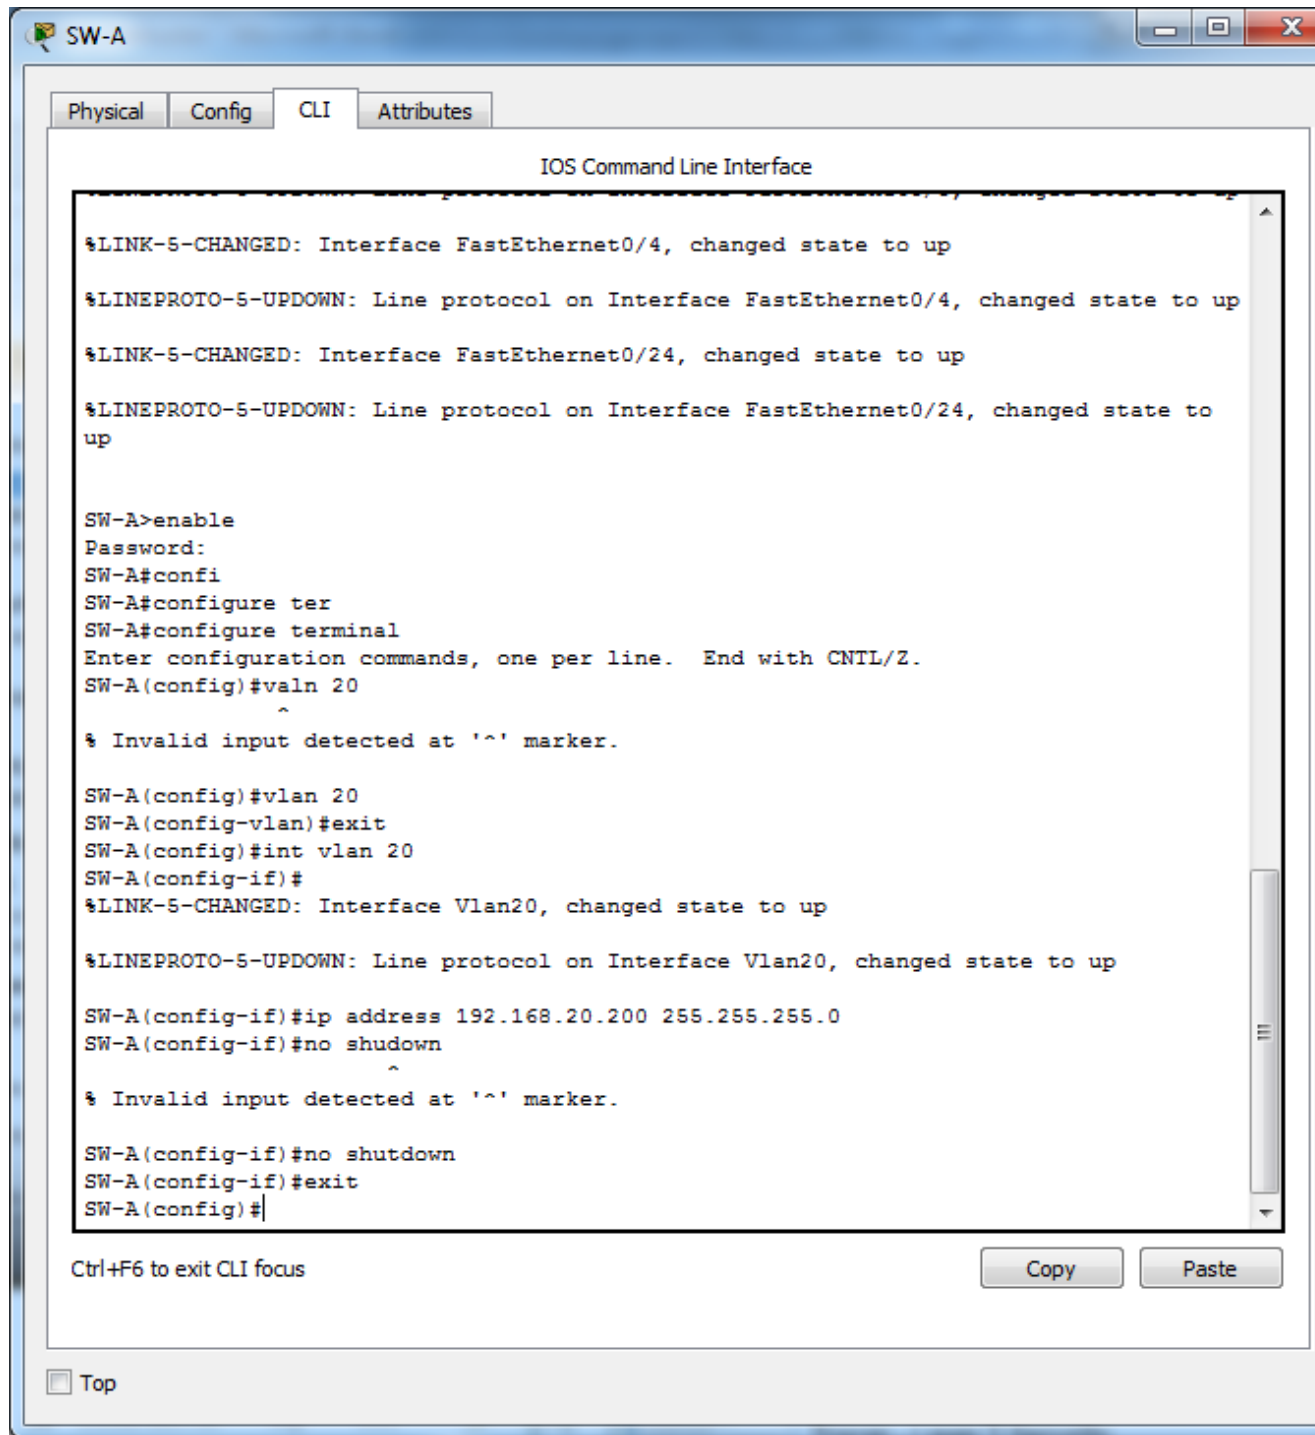 SW-A
Physical Config CLI Attributes
IOS Command Line Interface
%LINK-5-CHANGED: Interface FastEthernet0/4, changed state to up
%LINEPROTO-5-UPDOWN: Line protocol on Interface FastEthernet0/4, changed state to up
%LINK-5-CHANGED: Interface FastEthernet0/24, changed state to up
%LINEPROTO-5-UPDOWN: Line protocol on Interface FastEthernet0/24, changed state to
up
SW-A>enable
Password:
SW-A#confi
SW-A#configure ter
SW-A#configure terminal
Enter configuration commands, one per line.  End with CNTL/Z.
SW-A(config)#valn 20
^
% Invalid input detected at '^' marker.
SW-A(config)#vlan 20
SW-A(config-vlan)#exit
SW-A(config)#int vlan 20
SW-A(config-if)#
%LINK-5-CHANGED: Interface Vlan20, changed state to up
%LINEPROTO-5-UPDOWN: Line protocol on Interface Vlan20, changed state to up
SW-A(config-if)#ip address 192.168.20.200 255.255.255.0
SW-A(config-if)#no shudown
^
% Invalid input detected at '^' marker.
SW-A(config-if)#no shutdown
SW-A(config-if)#exit
SW-A(config)#
Ctrl+F6 to exit CLI focus
Copy Paste
Top